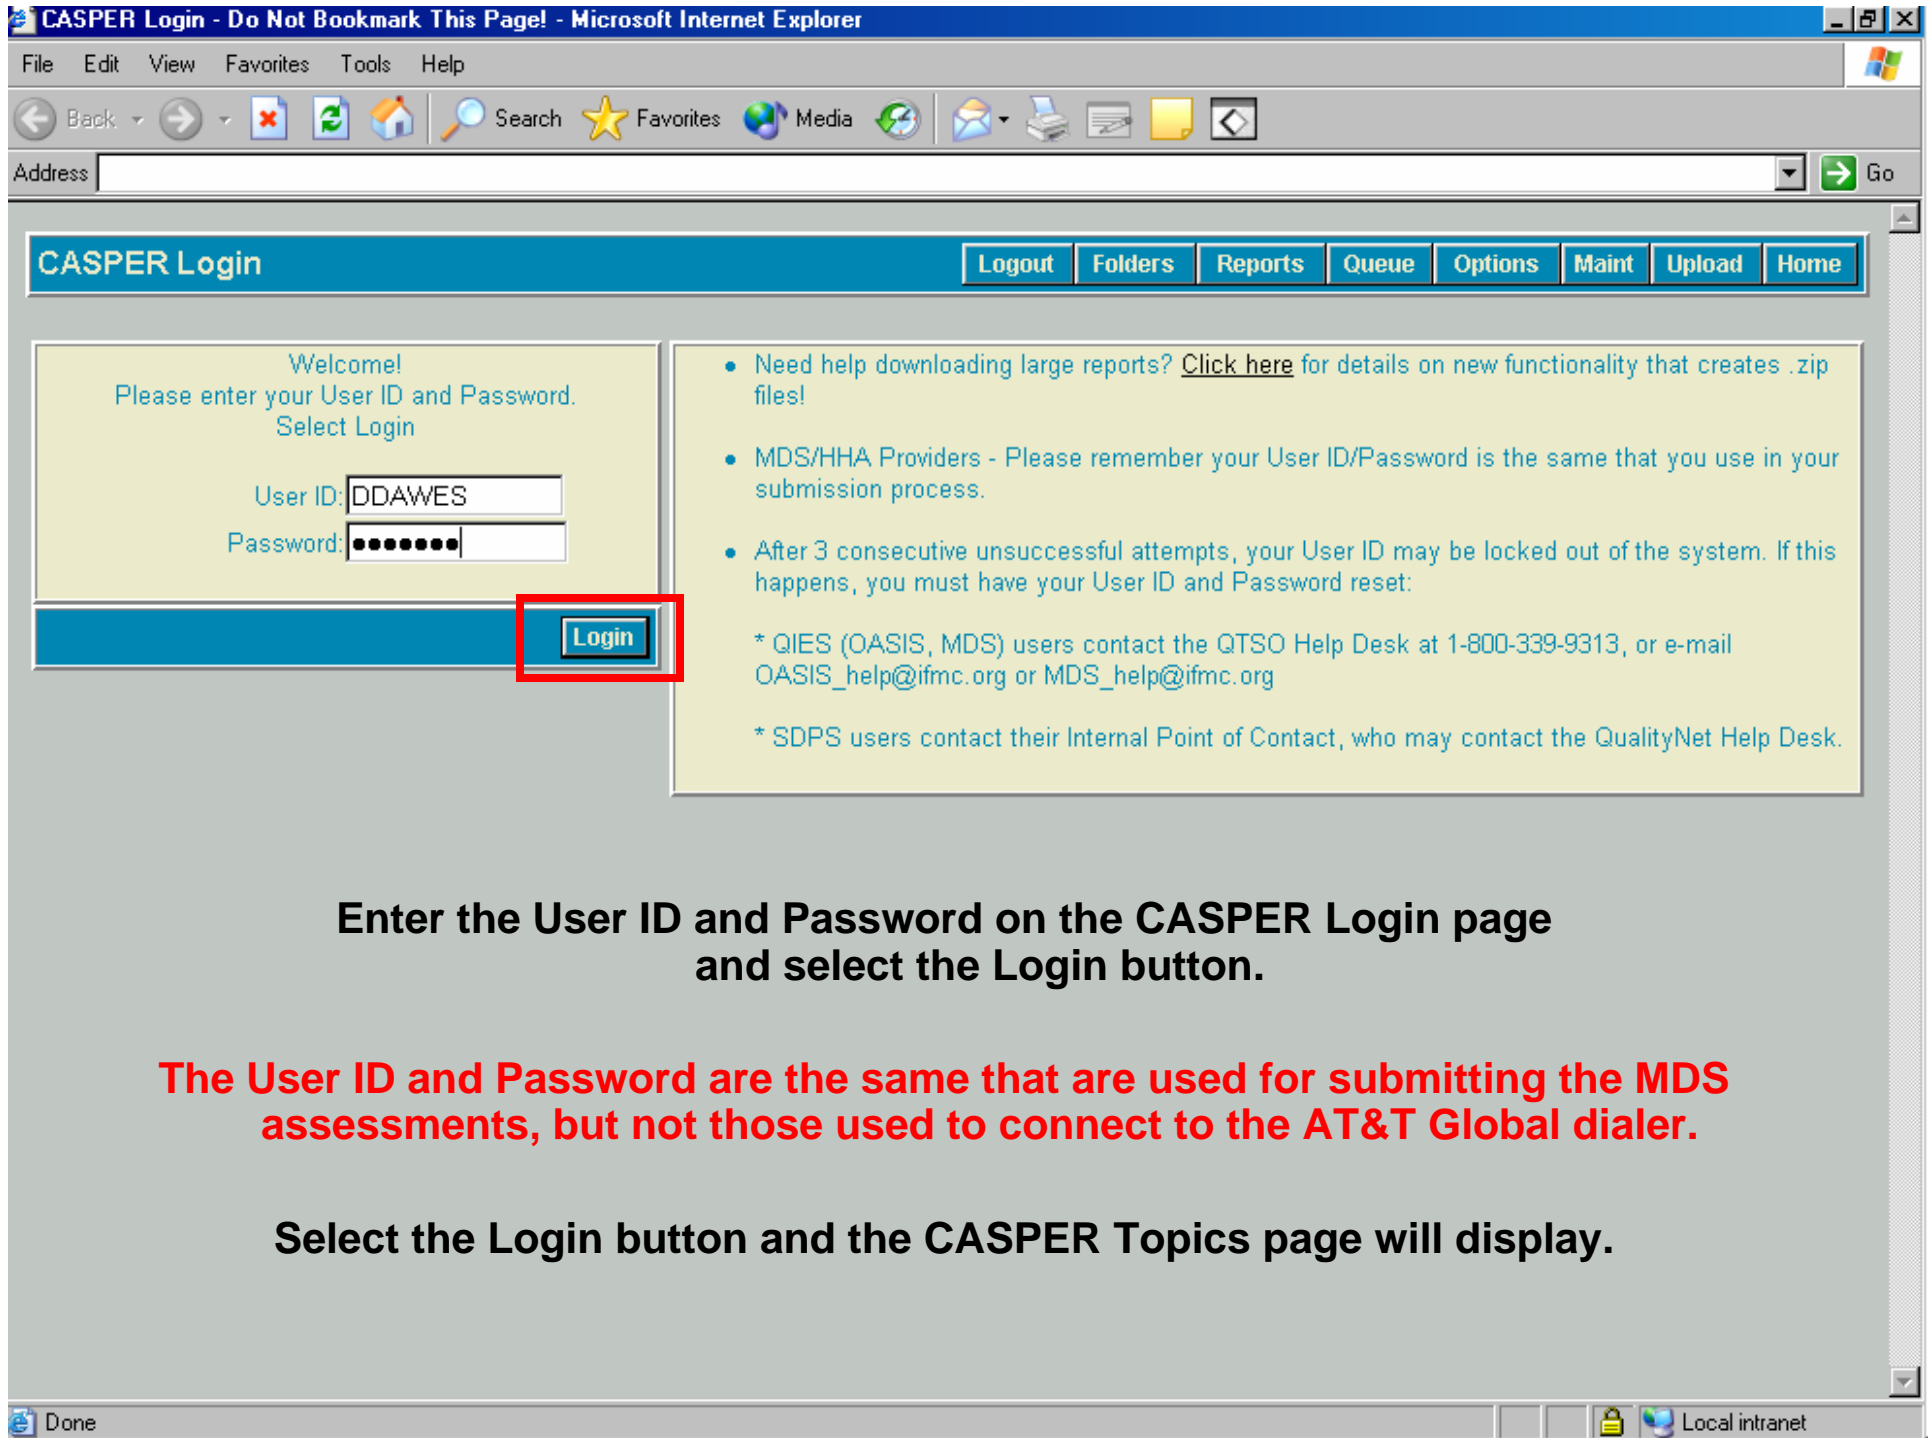 CASPER Login - Do Not Bookmark This Page! - Microsoft Internet Explorer
File Edit View Favorites Tools Help
Back Search Favorites Media
Address Go
CASPER Login Logout Folders Reports Queue Options Maint Upload Home
Welcome!
Please enter your User ID and Password.
Select Login
User ID: DDAWES
Password: •••••••
Login
• Need help downloading large reports? Click here for details on new functionality that creates .zip
files!
• MDS/HHA Providers - Please remember your User ID/Password is the same that you use in your
submission process.
• After 3 consecutive unsuccessful attempts, your User ID may be locked out of the system. If this
happens, you must have your User ID and Password reset:
* QIES (OASIS, MDS) users contact the QTSO Help Desk at 1-800-339-9313, or e-mail
OASIS_help@ifmc.org or MDS_help@ifmc.org
* SDPS users contact their Internal Point of Contact, who may contact the QualityNet Help Desk.
Enter the User ID and Password on the CASPER Login page
and select the Login button.
The User ID and Password are the same that are used for submitting the MDS
assessments, but not those used to connect to the AT&T Global dialer.
Select the Login button and the CASPER Topics page will display.
Done Local intranet